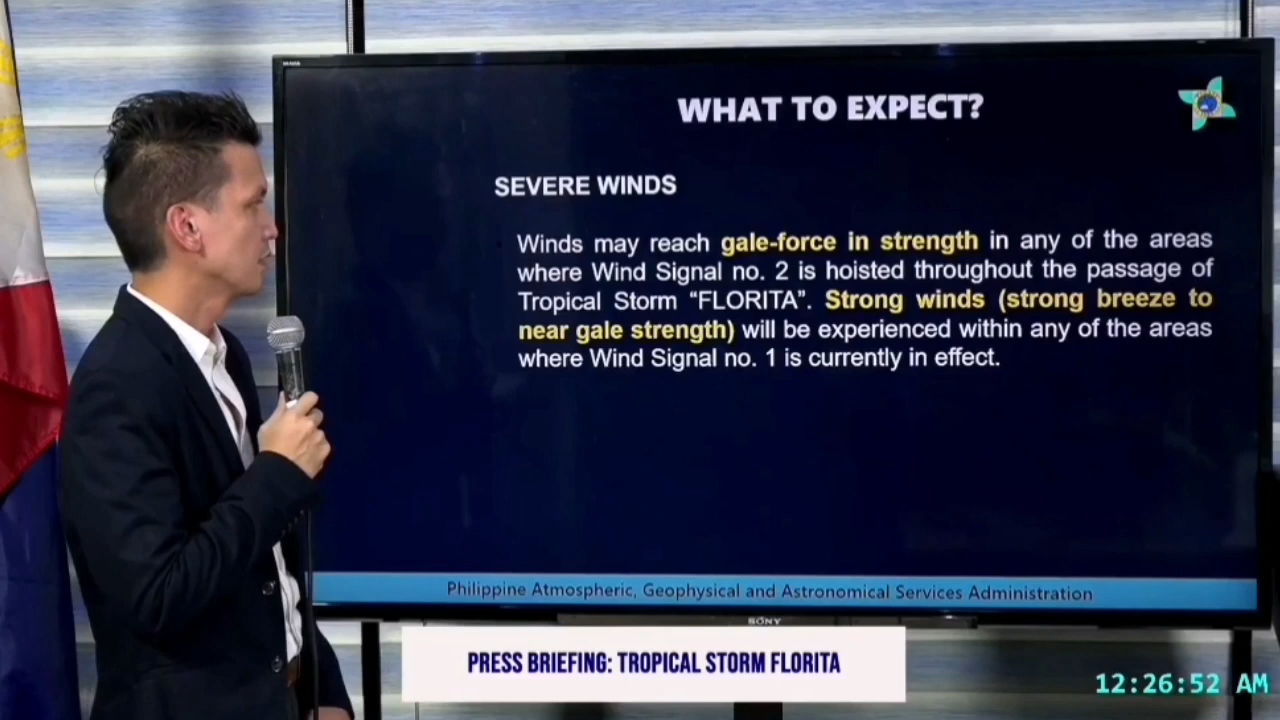 WHAT TO EXPECT?
SEVERE WINDS
Winds may reach gale-force in strength in any of the areas
where Wind Signal no. 2 is hoisted throughout the passage of
Tropical Storm “FLORITA”. Strong winds (strong breeze to
near gale strength) will be experienced within any of the areas
where Wind Signal no. 1 is currently in effect.
Philippine Atmospheric, Geophysical and Astronomical Services Administration
SONY
PRESS BRIEFING: TROPICAL STORM FLORITA
12:26:52 AM